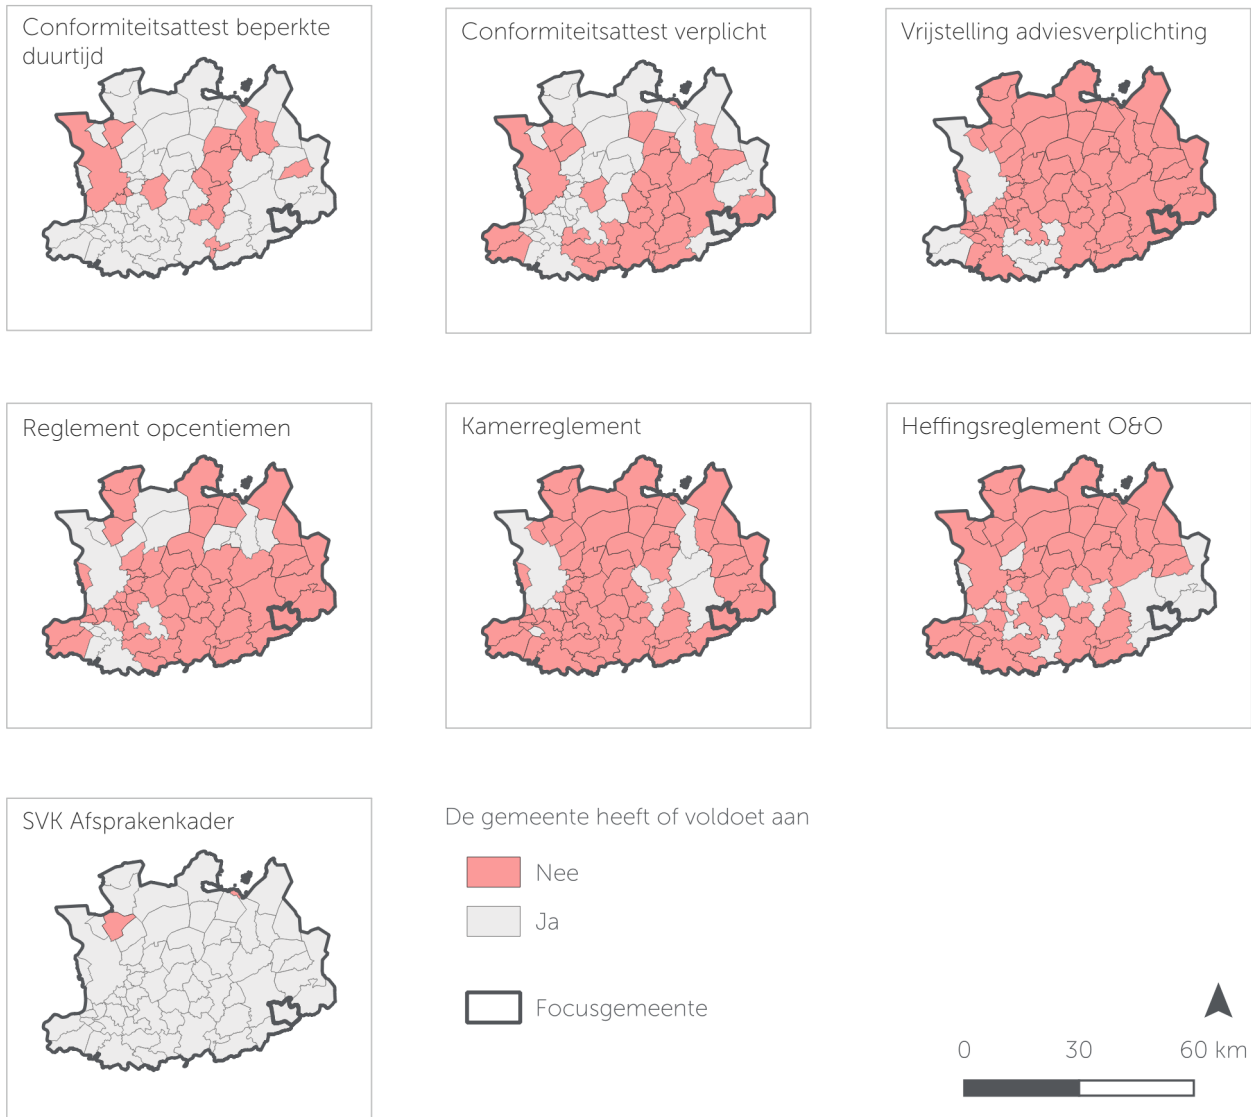 Conformiteitsattest beperkte
duurtijd
Conformiteitsattest verplicht
Vrijstelling adviesverplichting
Reglement opcentiemen
Kamerreglement
Heffingsreglement O&O
SVK Afsprakenkader
De gemeente heeft of voldoet aan
Nee
Ja
Focusgemeente
0 30 60 km